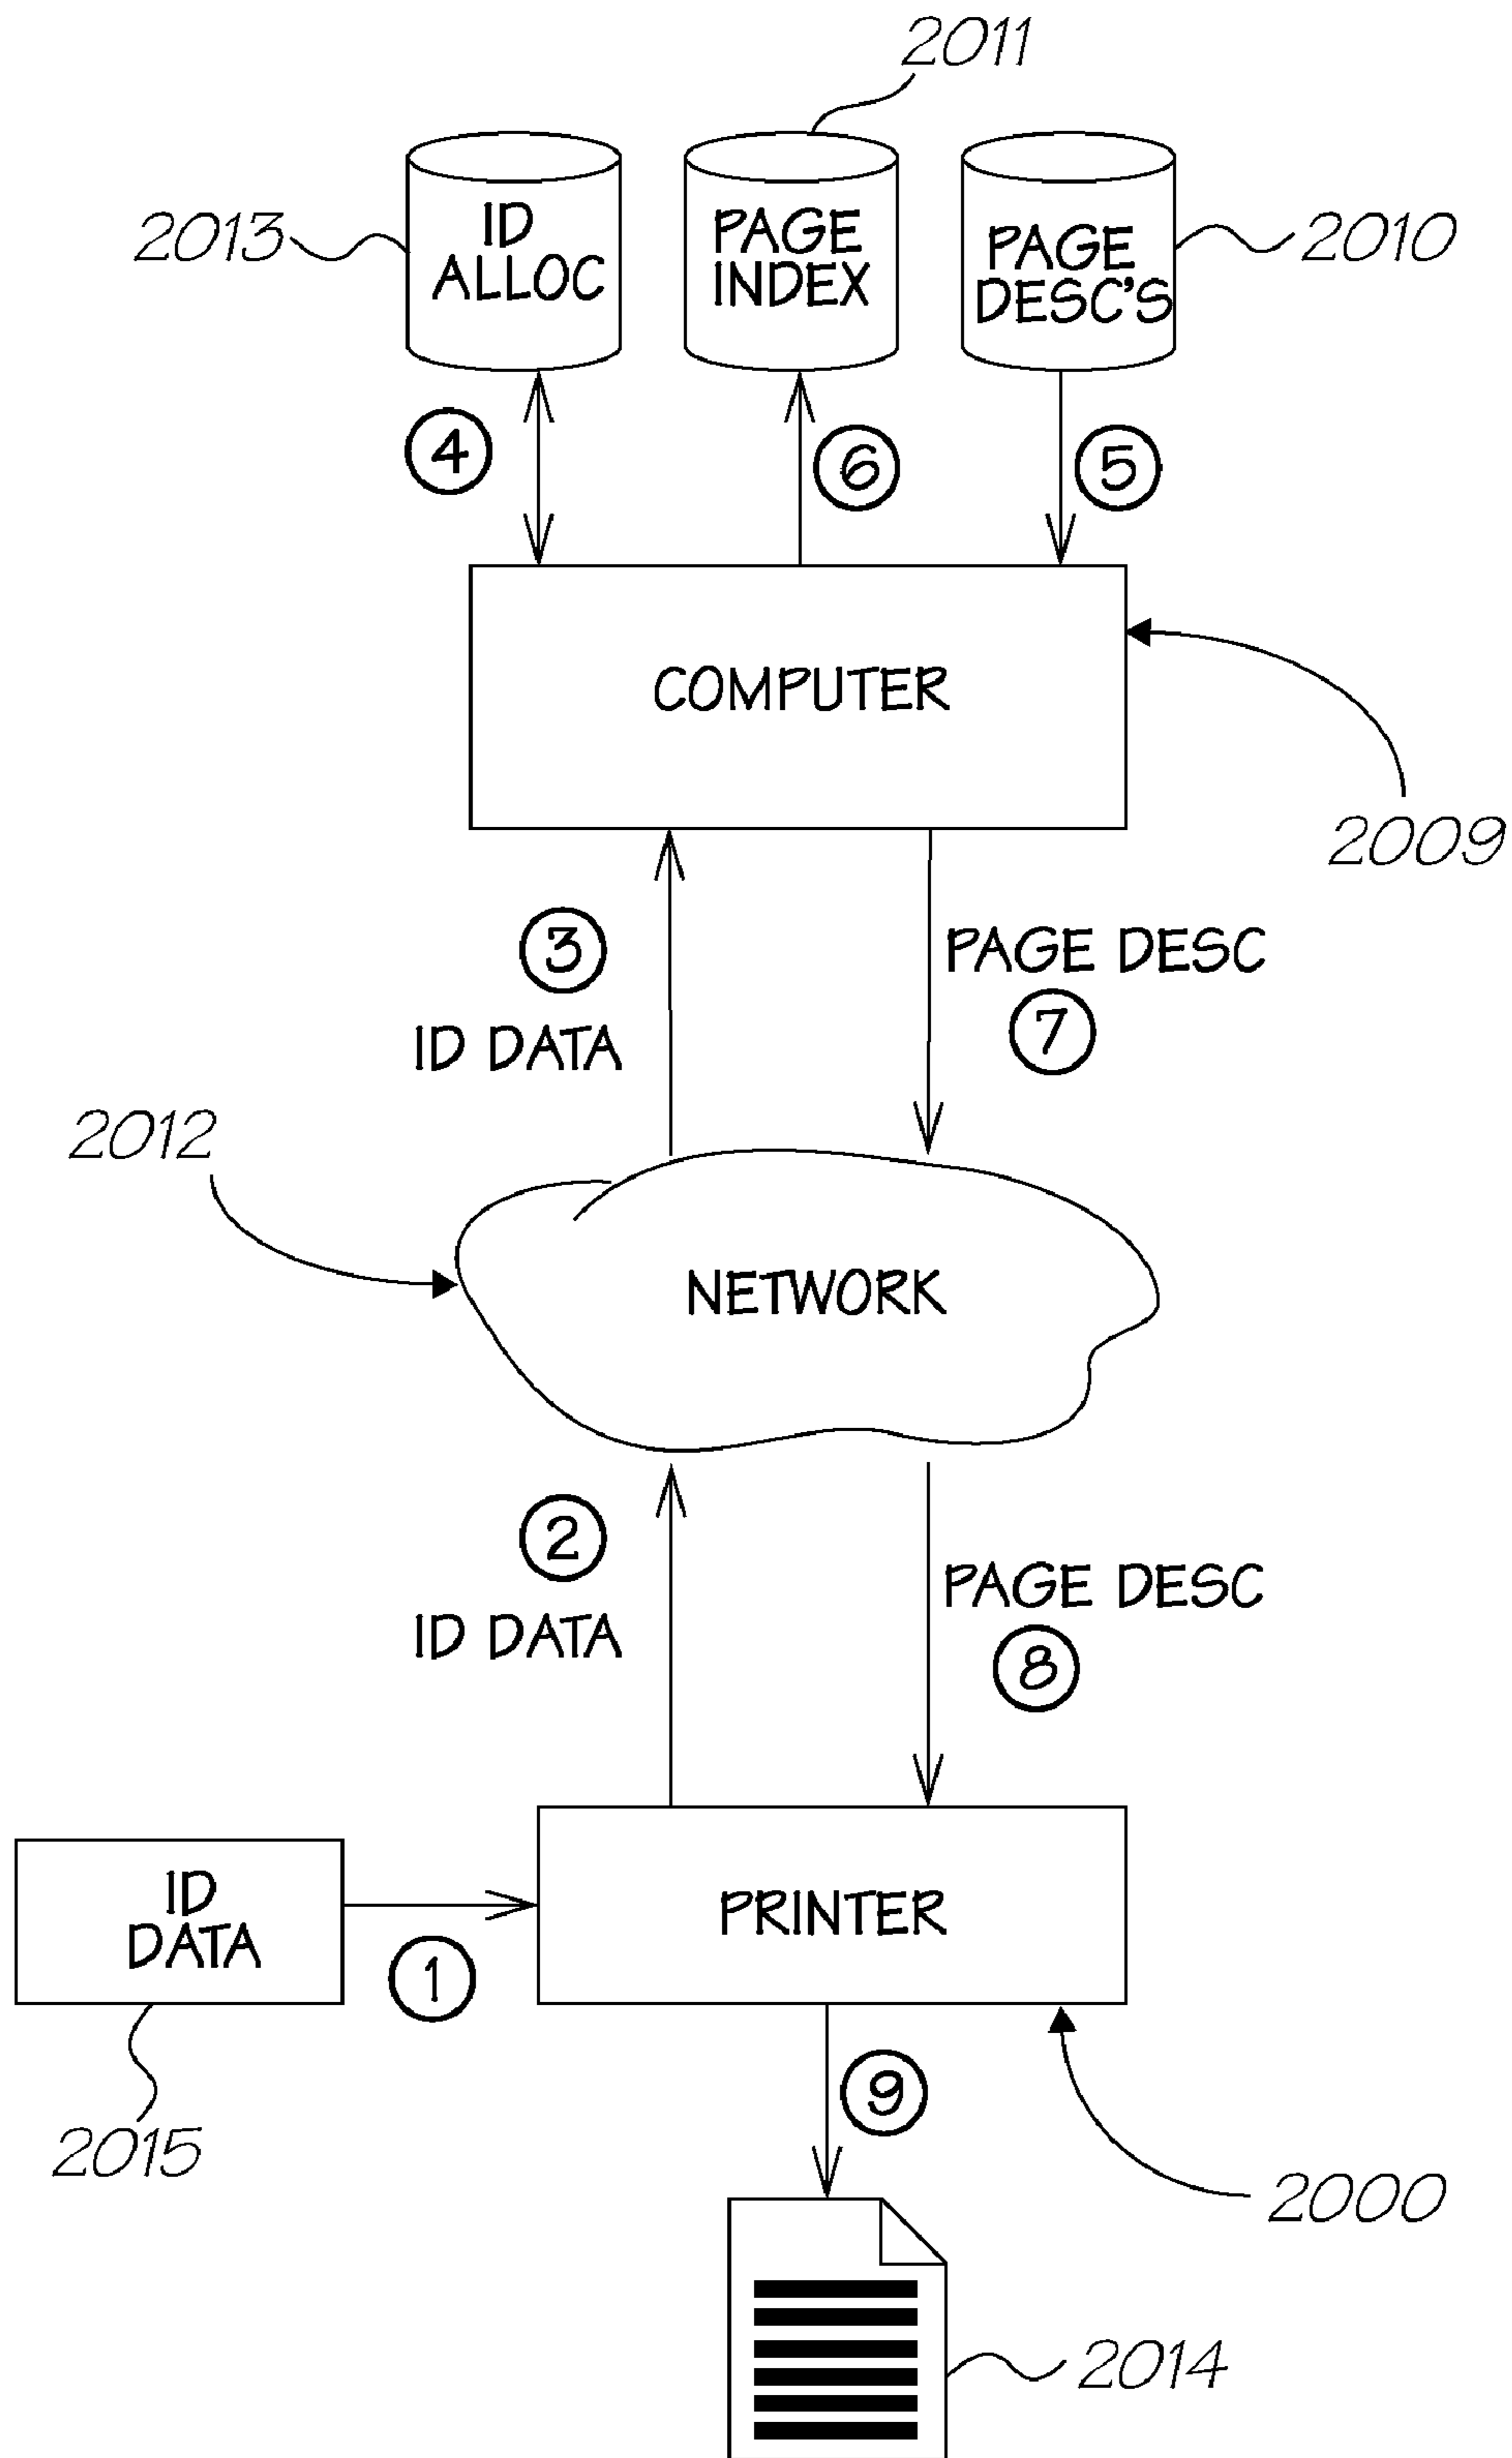 2011
2013
ID
ALLOC
PAGE
INDEX
PAGE
DESC'S
2010
4
6
5
COMPUTER
2009
3
ID DATA
PAGE DESC
7
2012
NETWORK
2
ID DATA
PAGE DESC
8
ID
DATA
1
PRINTER
2015
9
2000
2014